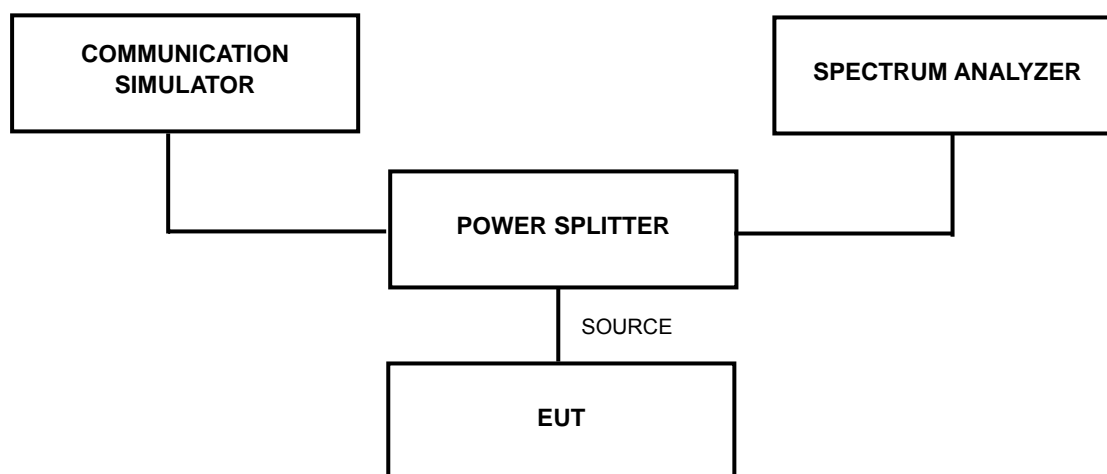 COMMUNICATION
SIMULATOR
SPECTRUM ANALYZER
POWER SPLITTER
SOURCE
EUT